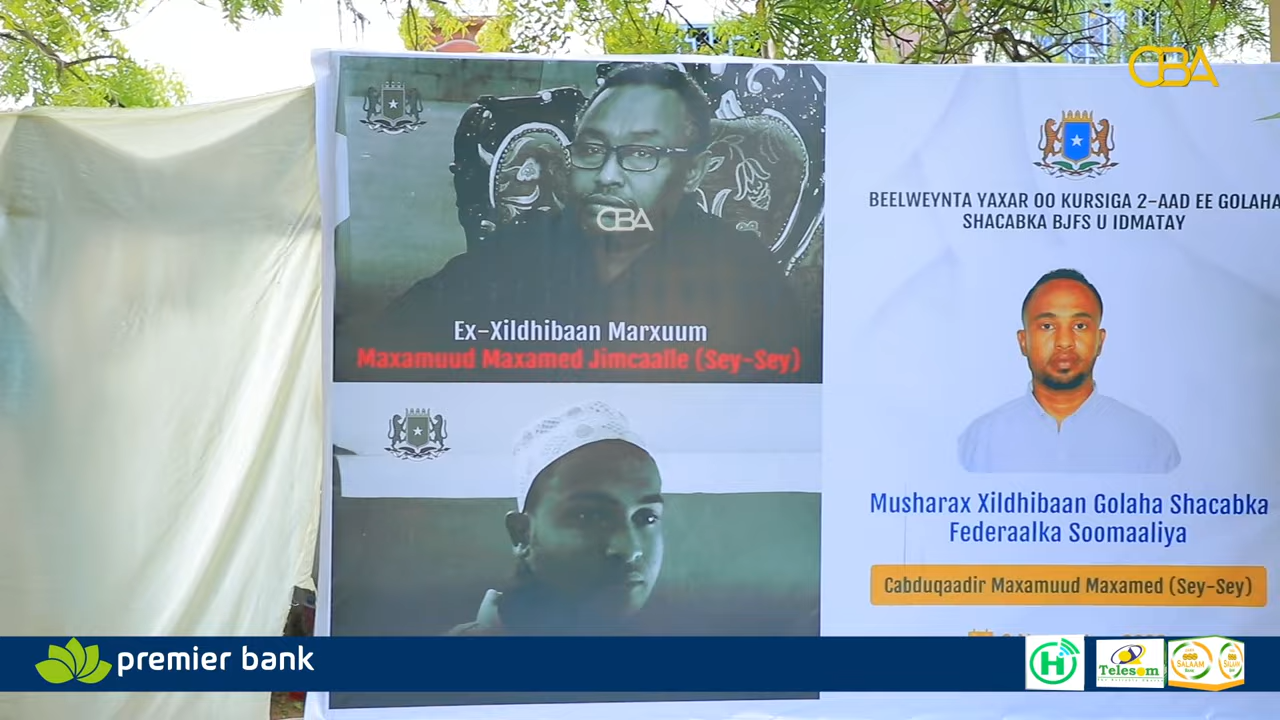 CBA
BEELWEYNTA YAXAR OO KURSIGA 2-AAD EE GOLAHA
SHACABKA BJFS U IDMATAY
CBA
Ex-Xildhibaan Marxuum
Maxamuud Maxamed Jimcaalle (Sey-Sey)
Musharax Xildhibaan Golaha Shacabka
Federaalka Soomaaliya
Cabduqaadir Maxamuud Maxamed (Sey-Sey)
premier bank
H
Telesom
SALAAM